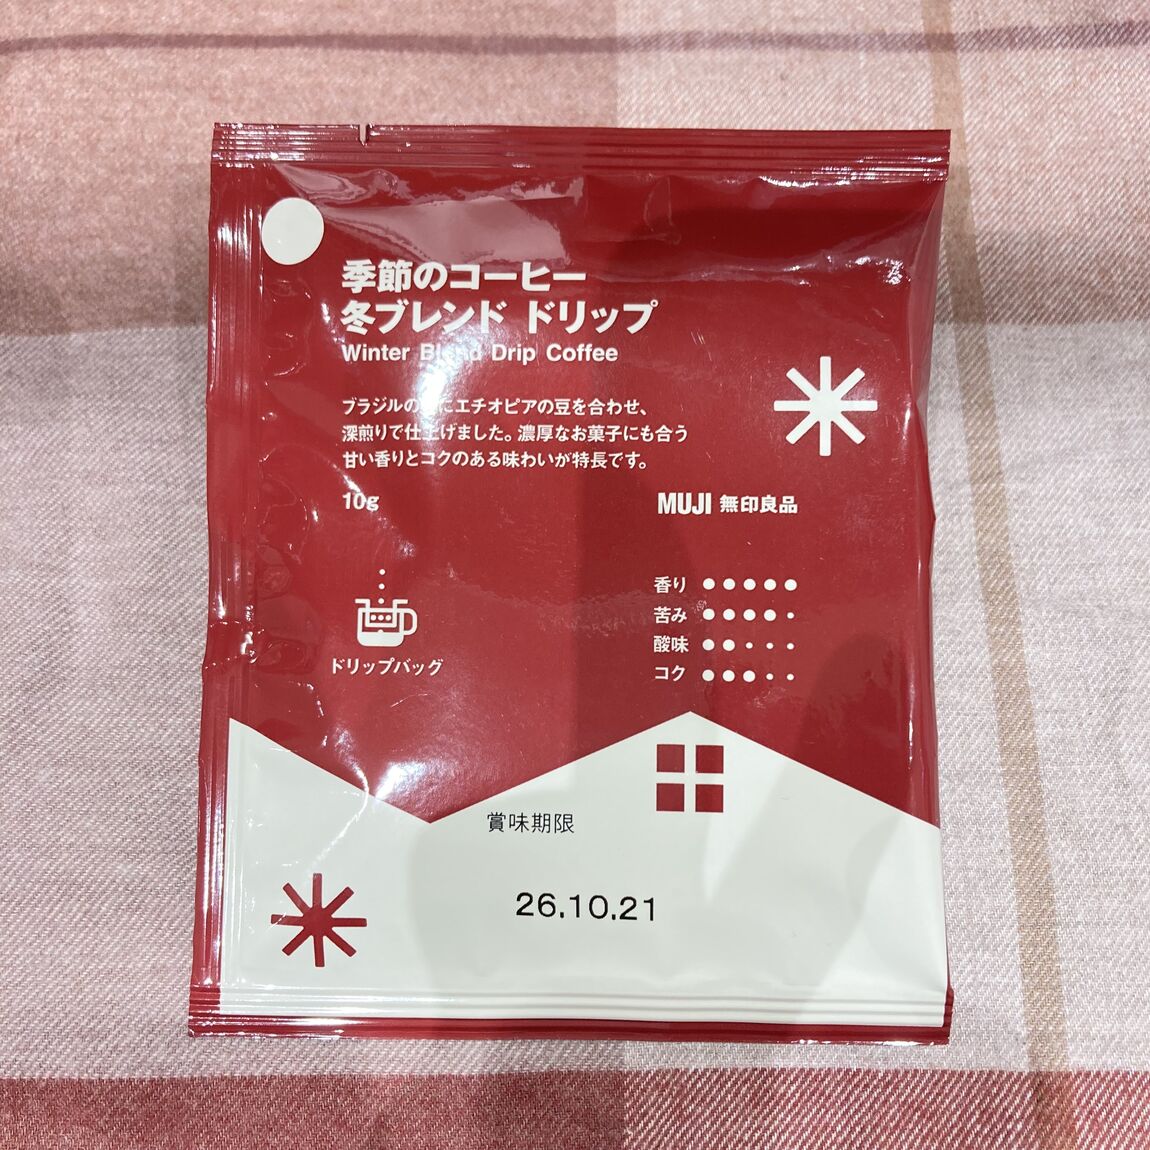 季節のコーヒー
冬ブレンド ドリップ
Winter Blend Drip Coffee
ブラジルの にエチオピアの豆を合わせ、
深煎りで仕上げました。濃厚なお菓子にも合う
甘い香りとコクのある味わいが特長です。
10g
MUJI 無印良品
香り
苦み
酸味
コク
ドリップバッグ
賞味期限
26.10.21